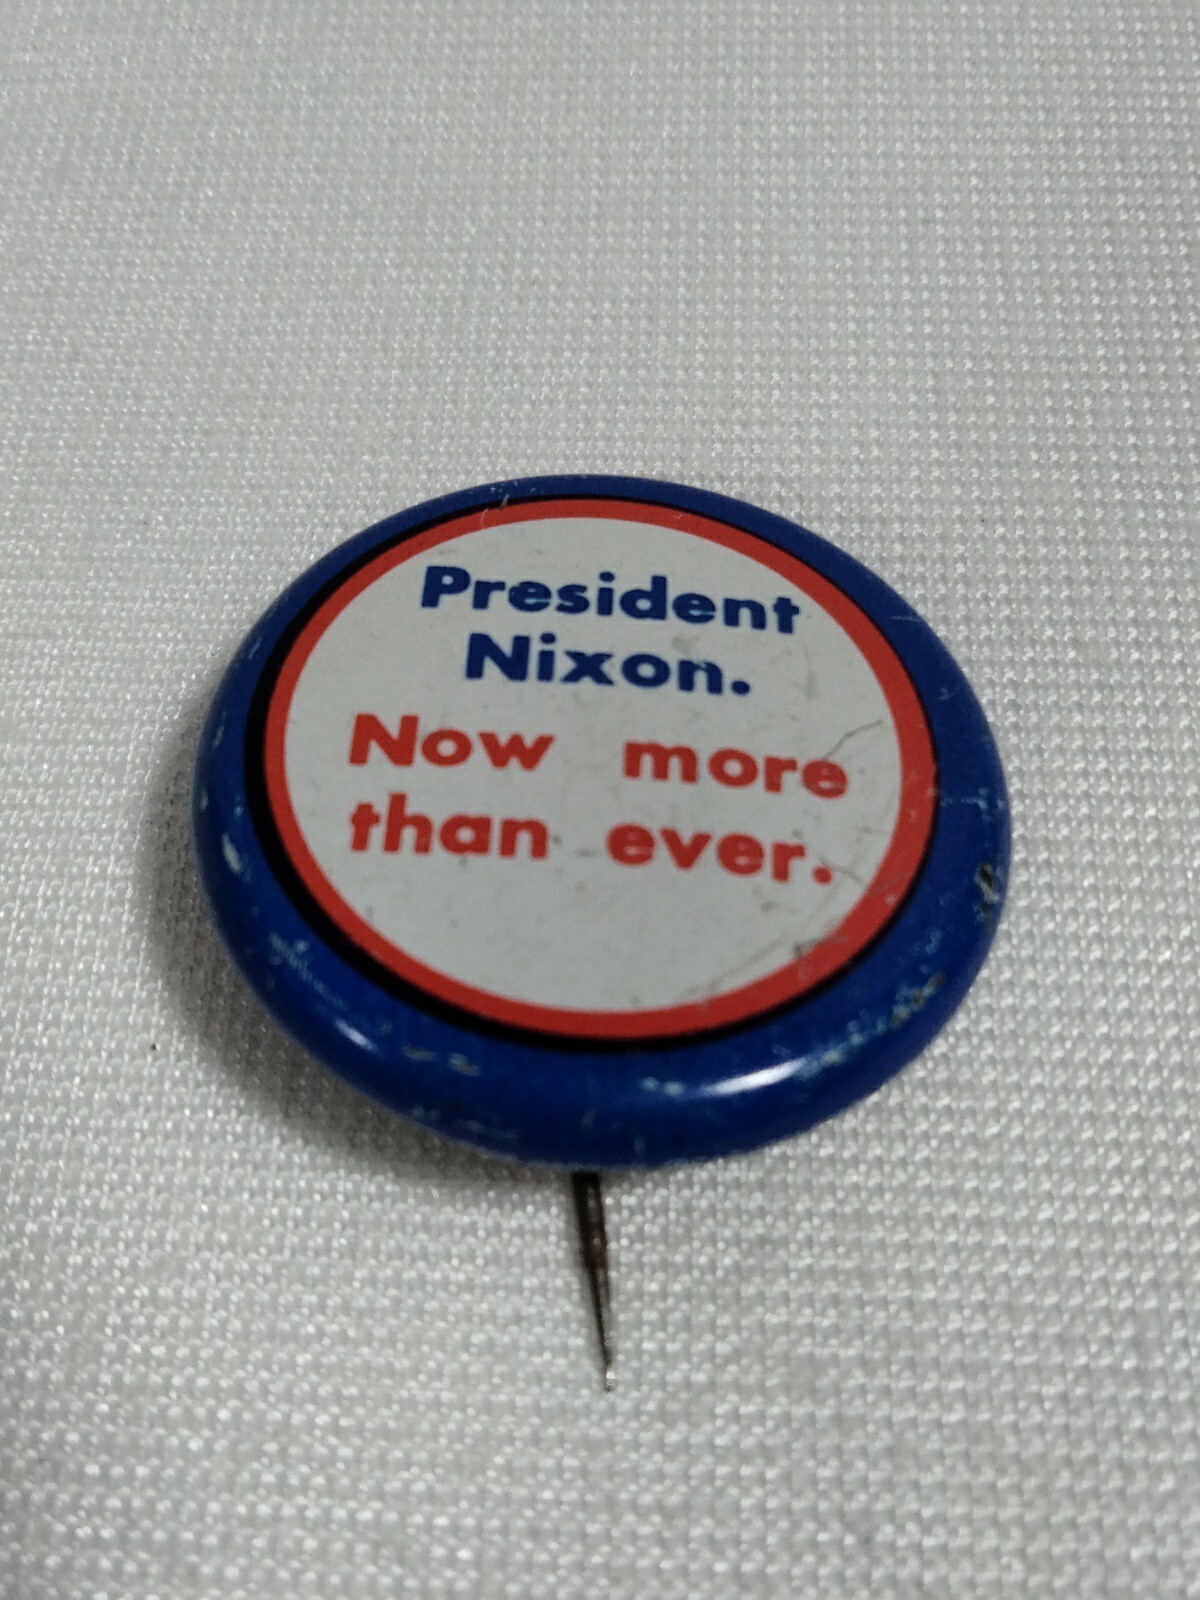 President
Nixon.
Now more
than ever.